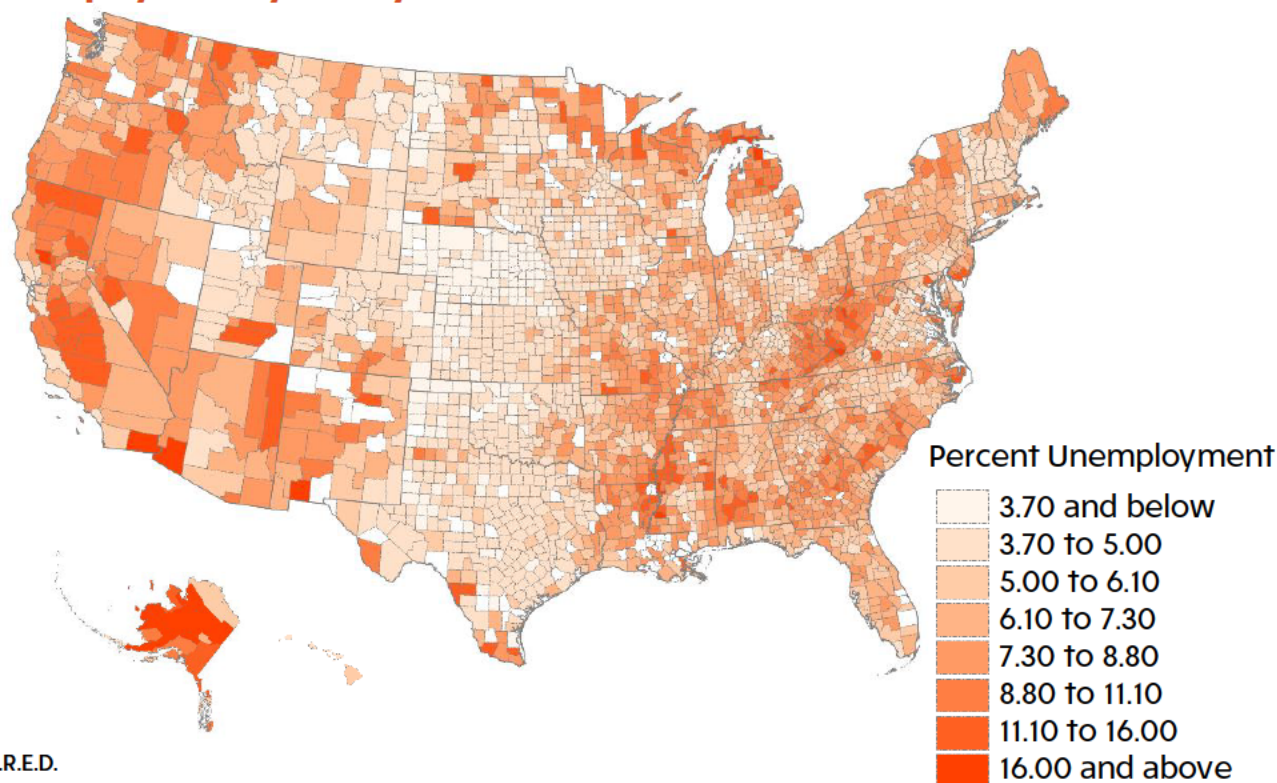 Percent Unemployment
3.70 and below
3.70 to 5.00
5.00 to 6.10
6.10 to 7.30
7.30 to 8.80
8.80 to 11.10
11.10 to 16.00
16.00 and above
.R.E.D.